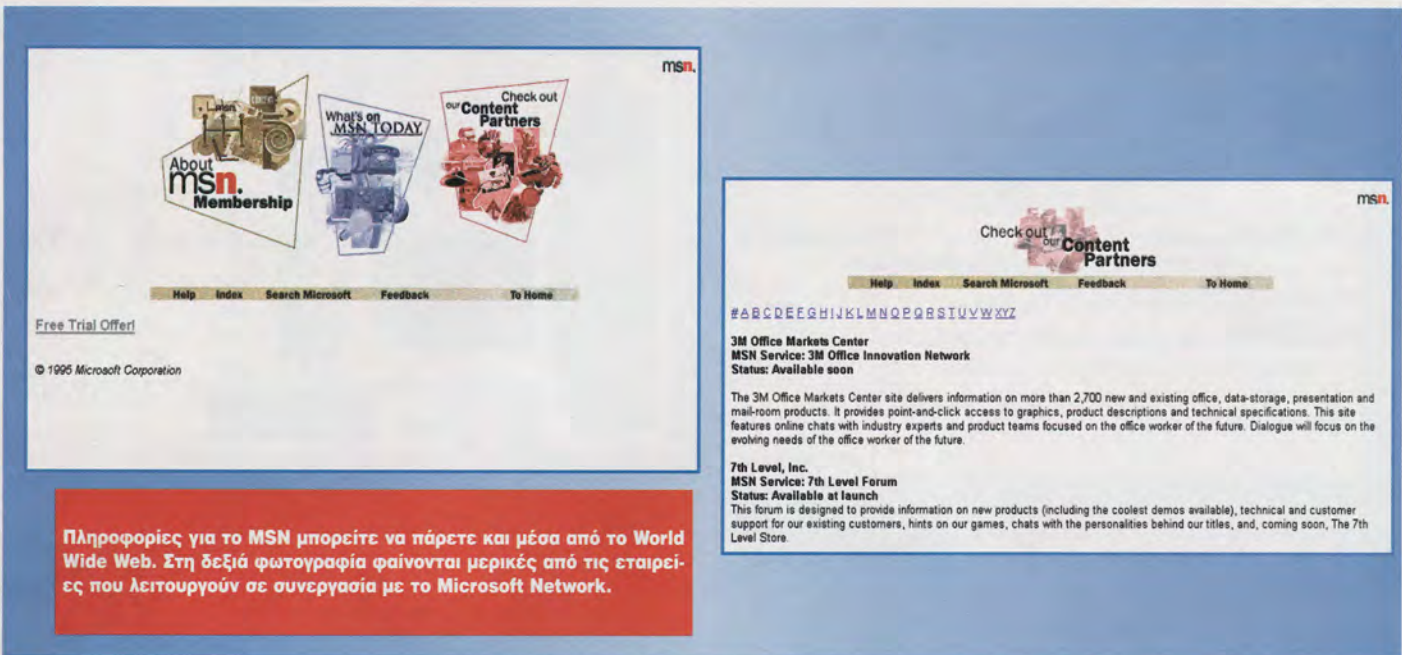 msn.
msn.
About
msn.
Membership
What's on
MSN TODAY
Check out
our Content
Partners
Help Index Search Microsoft Feedback To Home
Free Trial Offer!
© 1995 Microsoft Corporation
Πληροφορίες για το MSN μπορείτε να πάρετε και μέσα από το World
Wide Web. Στη δεξιά φωτογραφία φαίνονται μερικές από τις εταιρεί-
ες που λειτουργούν σε συνεργασία με το Microsoft Network.
msn.
Check out
our Content
Partners
Help Index Search Microsoft Feedback To Home
# A B C D E F G H I J K L M N O P Q R S T U V W XYZ
3M Office Markets Center
MSN Service: 3M Office Innovation Network
Status: Available soon
The 3M Office Markets Center site delivers information on more than 2,700 new and existing office, data-storage, presentation and
mail-room products. It provides point-and-click access to graphics, product descriptions and technical specifications. This site
features online chats with industry experts and product teams focused on the office worker of the future. Dialogue will focus on the
evolving needs of the office worker of the future.
7th Level, Inc.
MSN Service: 7th Level Forum
Status: Available at launch
This forum is designed to provide information on new products (including the coolest demos available), technical and customer
support for our existing customers, hints on our games, chats with the personalities behind our titles, and, coming soon, The 7th
Level Store.